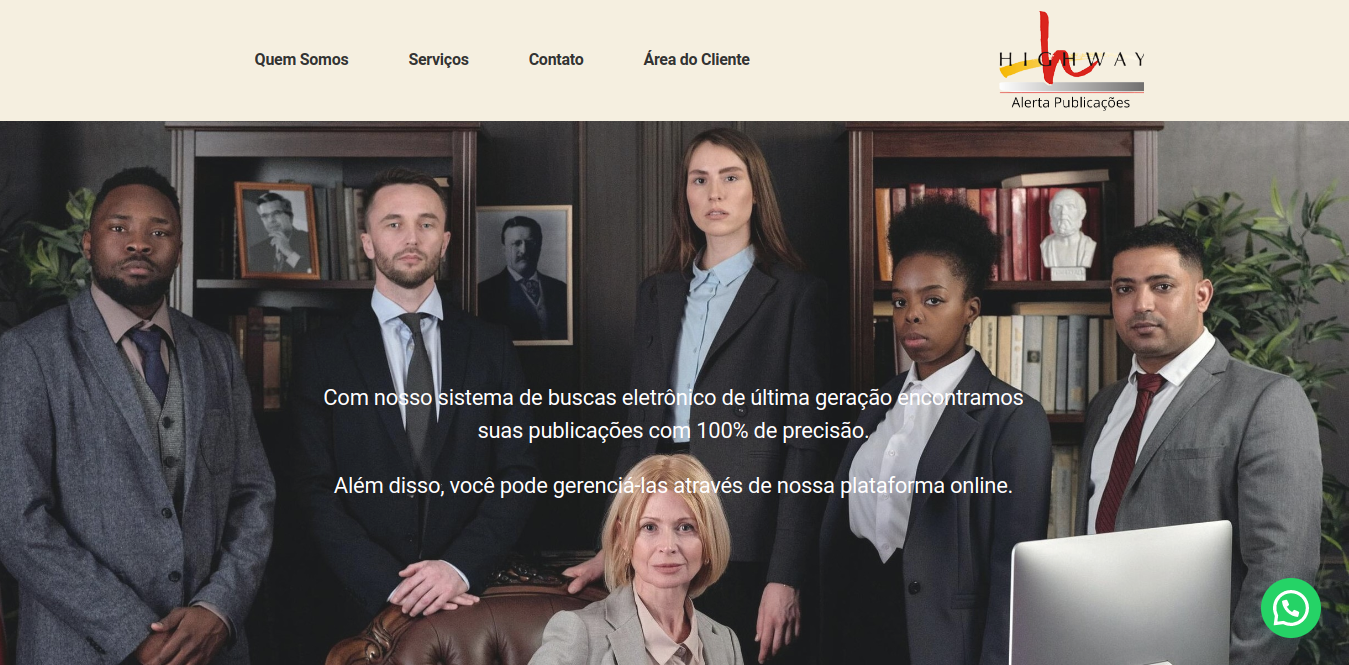 Quem Somos
Serviços
Contato
Área do Cliente
HIGHWAY
Alerta Publicações
Com nosso sistema de buscas eletrônico de última geração encontramos
suas publicações com 100% de precisão.
Além disso, você pode gerenciá-las através de nossa plataforma online.